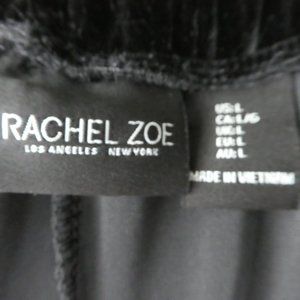 RACHEL ZOE
LOS ANGELES NEW YORK
US:L
CA:L/G
UK:L
EU:L
AU:L
MADE IN VIETNAM